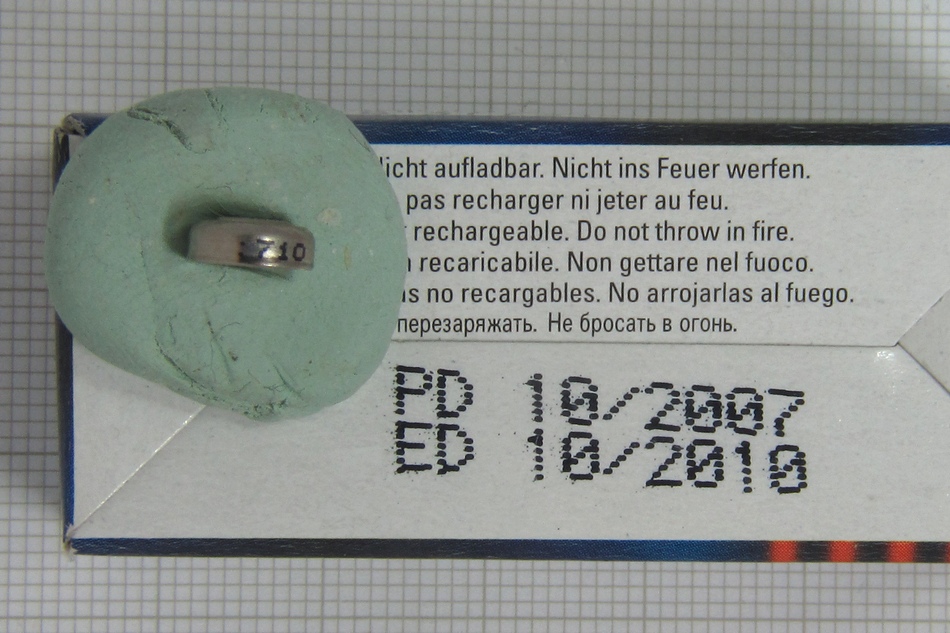 Nicht aufladbar. Nicht ins Feuer werfen.
pas recharger ni jeter au feu.
rechargeable. Do not throw in fire.
recaricabile. Non gettare nel fuoco.
no recargables. No arrojarlas al fuego.
перезаряжать. Не бросать в огонь.
PD 10/2007
ED 10/2010